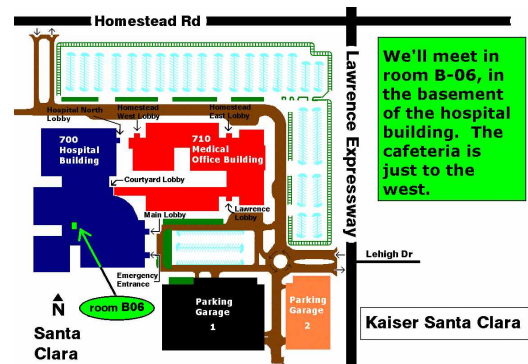 Homestead Rd
Hospital North
Lobby
Homestead
West Lobby
Homestead
East Lobby
700
Hospital
Building
710
Medical
Office Building
Courtyard Lobby
Main Lobby
Lawrence
Lobby
Emergency
Entrance
room B06
N
Santa
Clara
Parking
Garage
1
Parking
Garage
2
Lawrence Expressway
Lehigh Dr
We'll meet in
room B-06, in
the basement
of the hospital
building.  The
cafeteria is
just to the
west.
Kaiser Santa Clara